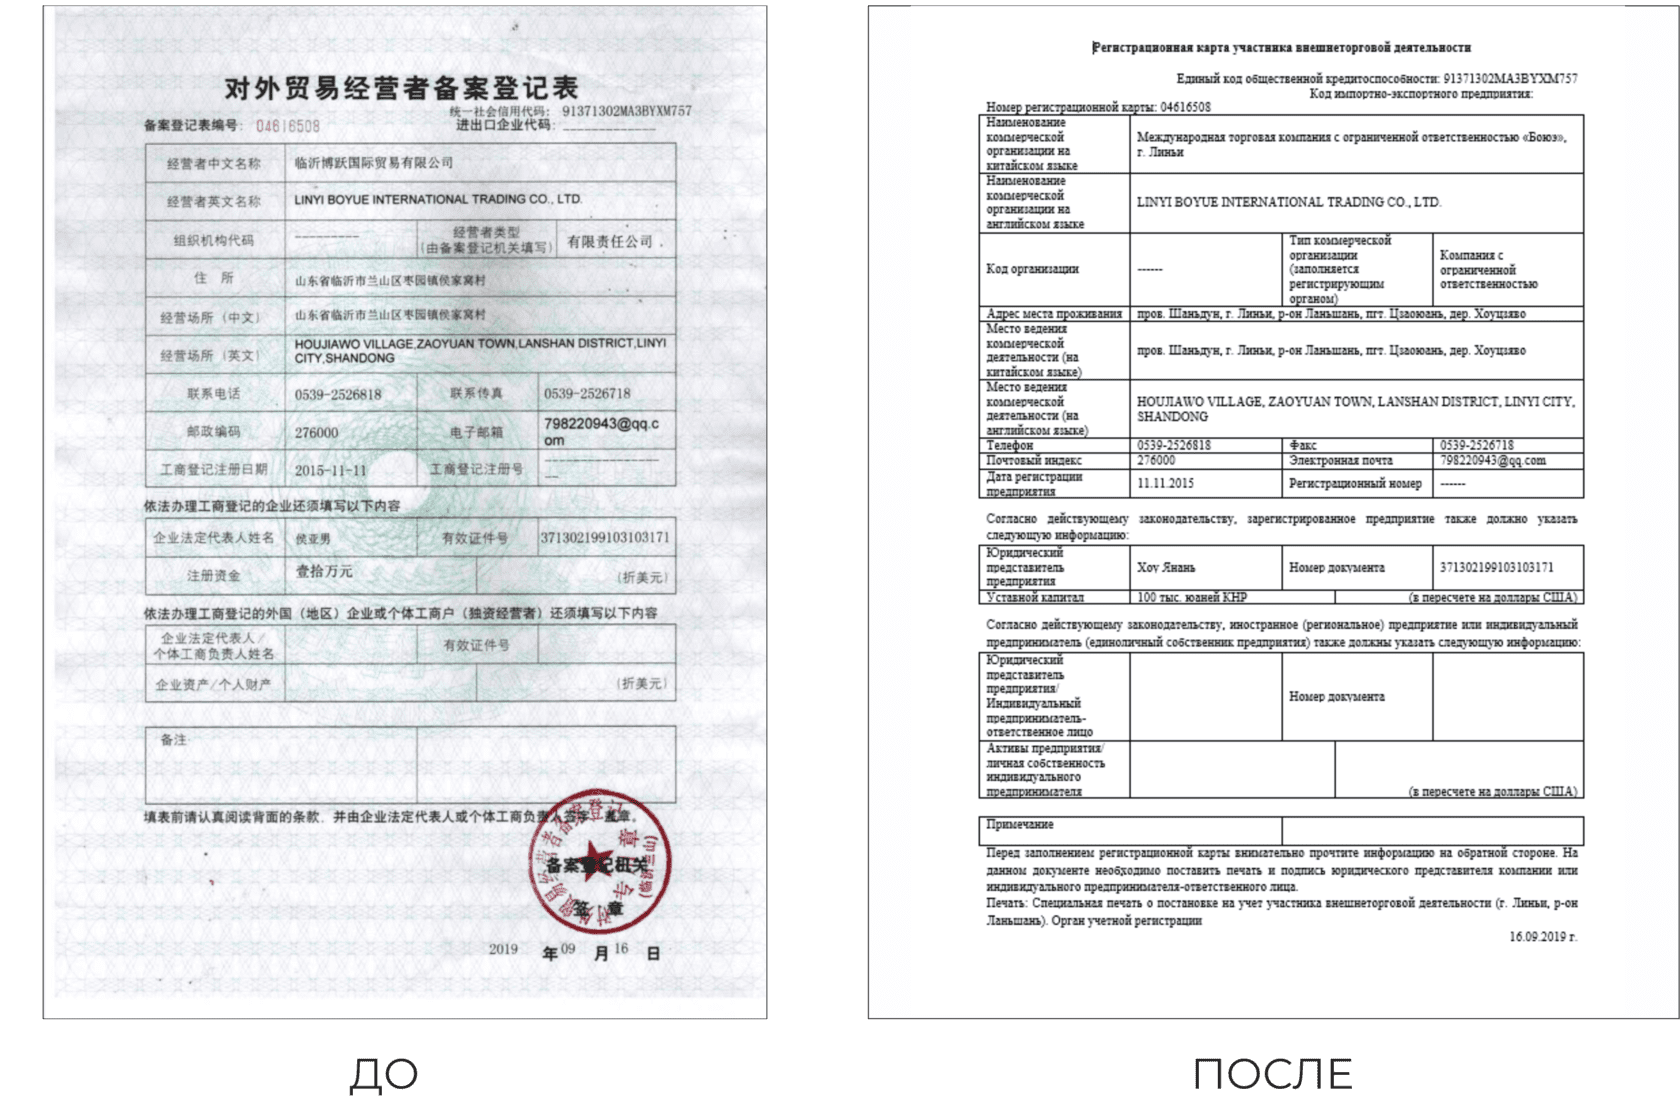 对外贸易经营者备案登记表
统一社会信用代码: 91371302MA3BYXM757
备案登记表编号: 04616508
进出口企业代码: ____________
经营者中文名称 临沂博跃国际贸易有限公司
经营者英文名称 LINYI BOYUE INTERNATIONAL TRADING CO., LTD.
组织机构代码 ---------- 经营者类型 (由备案登记机关填写) 有限责任公司
住 所 山东省临沂市兰山区枣园镇侯家窝村
经营场所 (中文) 山东省临沂市兰山区枣园镇侯家窝村
经营场所 (英文) HOUJIAWO VILLAGE,ZAOYUAN TOWN,LANSHAN DISTRICT,LINYI
CITY,SHANDONG
联系电话 0539-2526818 联系传真 0539-2526718
邮政编码 276000 电子邮箱 798220943@qq.c
om
工商登记注册日期 2015-11-11 工商登记注册号 ----------
依法办理工商登记的企业还须填写以下内容
企业法定代表人姓名 侯亚男 有效证件号 371302199103103171
注册资金 壹拾万元 (折美元)
依法办理工商登记的外国 (地区) 企业或个体工商户 (独资经营者) 还须填写以下内容
企业法定代表人/
个体工商负责人姓名 有效证件号
企业资产/个人财产 (折美元)
备注
填表前请认真阅读背面的条款, 并由企业法定代表人或个体工商负责人签字、盖章。
备案登记机关
签 章
2019 年 09 月 16 日
ДО
Регистрационная карта участника внешнеторговой деятельности
Единый код общественной кредитоспособности: 91371302MA3BYXM757
Код импортно-экспортного предприятия:
Номер регистрационной карты: 04616508
Наименование
коммерческой
организации на
китайском языке
Международная торговая компания с ограниченной ответственностью «Боюэ»,
г. Линьи
Наименование
коммерческой
организации на
английском языке
LINYI BOYUE INTERNATIONAL TRADING CO., LTD.
Код организации ------
Тип коммерческой
организации
(заполняется
регистрирующим
органом)
Компания с
ограниченной
ответственностью
Адрес места проживания пров. Шаньдун, г. Линьи, р-он Ланьшань, пгт. Цзаоюань, дер. Хоуцзяво
Место ведения
коммерческой
деятельности (на
китайском языке)
пров. Шаньдун, г. Линьи, р-он Ланьшань, пгт. Цзаоюань, дер. Хоуцзяво
Место ведения
коммерческой
деятельности (на
английском языке)
HOUJIAWO VILLAGE, ZAOYUAN TOWN, LANSHAN DISTRICT, LINYI CITY,
SHANDONG
Телефон 0539-2526818 Факс 0539-2526718
Почтовый индекс 276000 Электронная почта 798220943@qq.com
Дата регистрации
предприятия
11.11.2015 Регистрационный номер ------
Согласно действующему законодательству, зарегистрированное предприятие также должно указать
следующую информацию:
Юридический
представитель
предприятия
Хоу Янань Номер документа 371302199103103171
Уставной капитал 100 тыс. юаней КНР (в пересчете на доллары США)
Согласно действующему законодательству, иностранное (региональное) предприятие или индивидуальный
предприниматель (единоличный собственник предприятия) также должны указать следующую информацию:
Юридический
представитель
предприятия/
Индивидуальный
предприниматель-
ответственное лицо
Номер документа
Активы предприятия/
личная собственность
индивидуального
предпринимателя
(в пересчете на доллары США)
Примечание
Перед заполнением регистрационной карты внимательно прочтите информацию на обратной стороне. На
данном документе необходимо поставить печать и подпись юридического представителя компании или
индивидуального предпринимателя-ответственного лица.
Печать: Специальная печать о постановке на учет участника внешнеторговой деятельности (г. Линьи, р-он
Ланьшань). Орган учетной регистрации
16.09.2019 г.
ПОСЛЕ